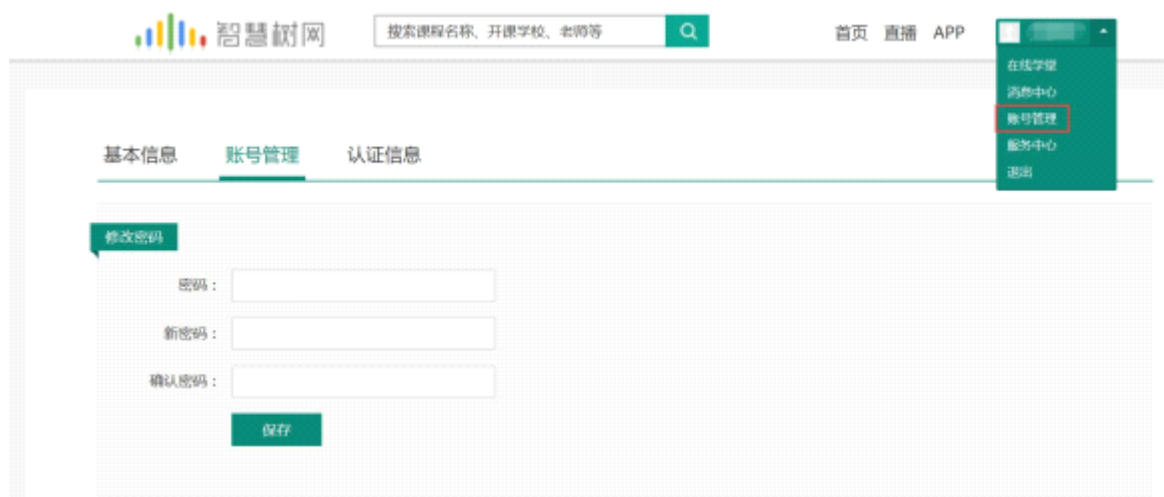 智慧树网
搜索课程名称、开课学校、老师等
首页 直播 APP
在线学堂
消息中心
账号管理
服务中心
退出
基本信息 账号管理 认证信息
修改密码
密码：
新密码：
确认密码：
保存